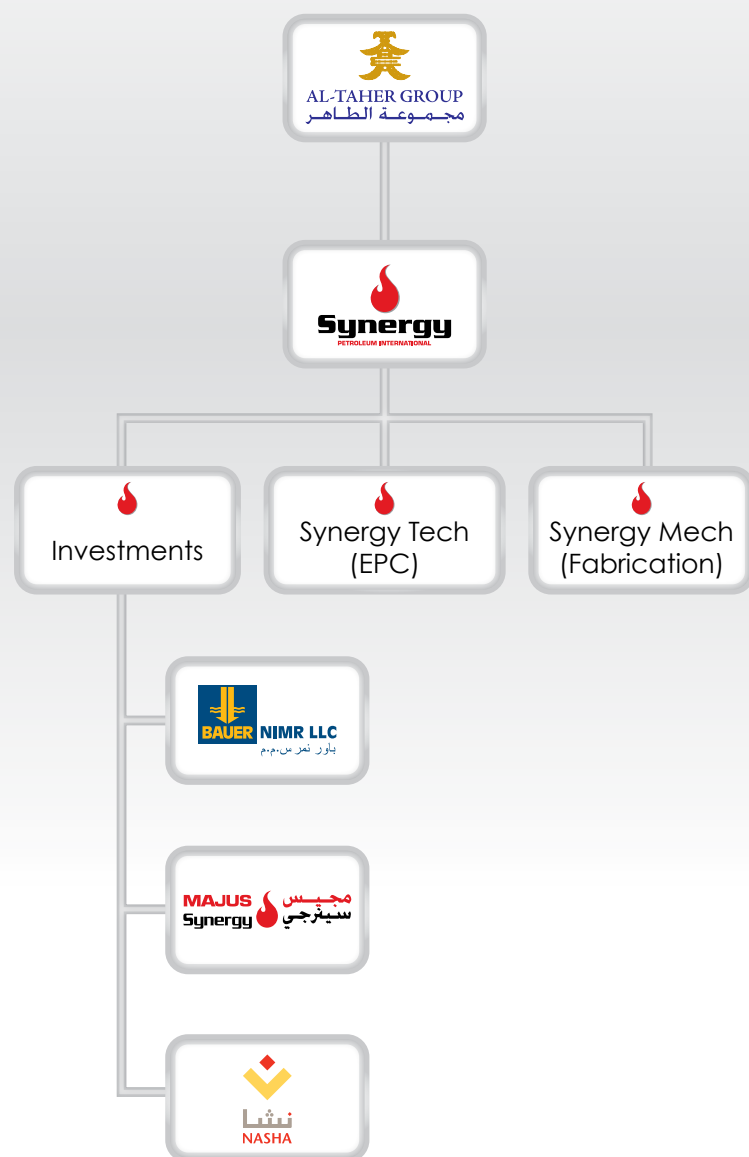 AL-TAHER GROUP
مجموعة الطاهر
Synergy
PETROLEUM INTERNATIONAL
Investments
Synergy Tech
(EPC)
Synergy Mech
(Fabrication)
BAUER NIMR LLC
باور نمر س.م.م
MAJUS مجيس
Synergy سينرجي
نشا
NASHA